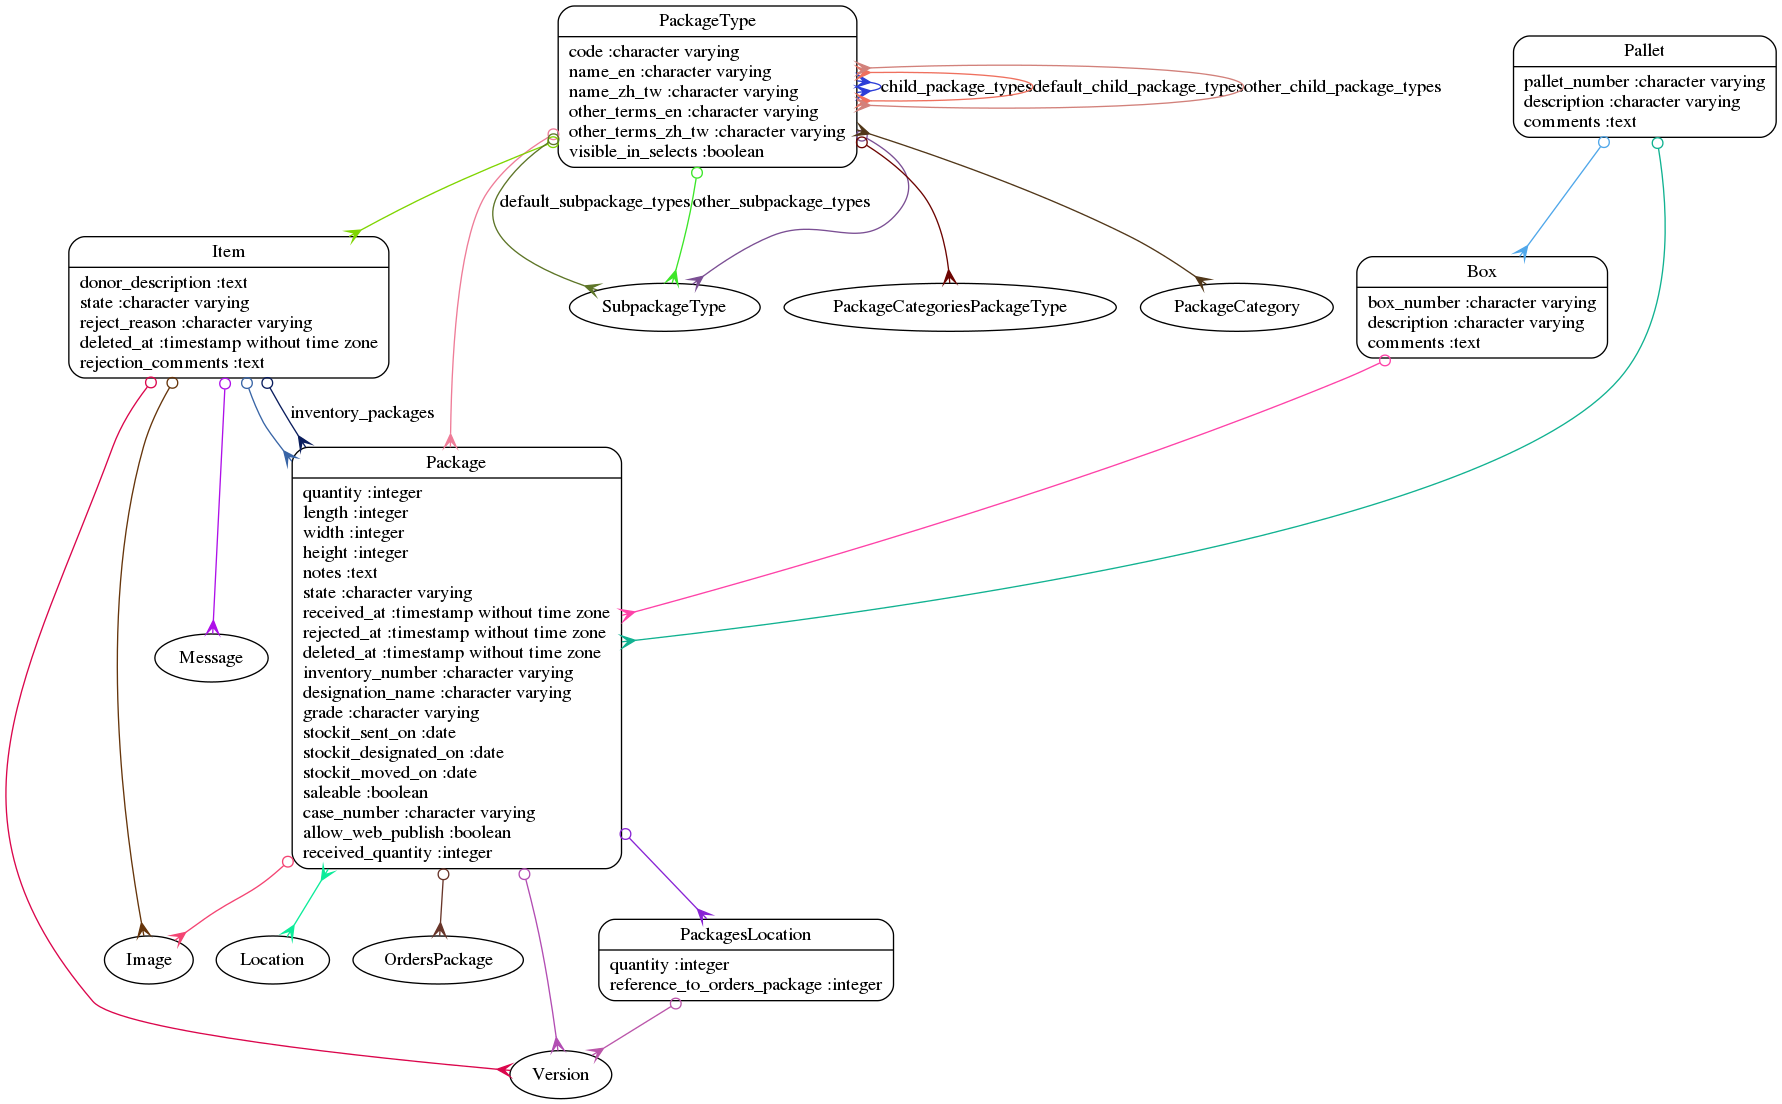 PackageType
code :character varying
name_en :character varying
name_zh_tw :character varying
other_terms_en :character varying
other_terms_zh_tw :character varying
visible_in_selects :boolean
child_package_types
default_child_package_types
other_child_package_types
Pallet
pallet_number :character varying
description :character varying
comments :text
default_subpackage_types
other_subpackage_types
Item
donor_description :text
state :character varying
reject_reason :character varying
deleted_at :timestamp without time zone
rejection_comments :text
SubpackageType
PackageCategoriesPackageType
PackageCategory
Box
box_number :character varying
description :character varying
comments :text
inventory_packages
Package
quantity :integer
length :integer
width :integer
height :integer
notes :text
state :character varying
received_at :timestamp without time zone
rejected_at :timestamp without time zone
deleted_at :timestamp without time zone
inventory_number :character varying
designation_name :character varying
grade :character varying
stockit_sent_on :date
stockit_designated_on :date
stockit_moved_on :date
saleable :boolean
case_number :character varying
allow_web_publish :boolean
received_quantity :integer
Message
Image
Location
OrdersPackage
PackagesLocation
quantity :integer
reference_to_orders_package :integer
Version